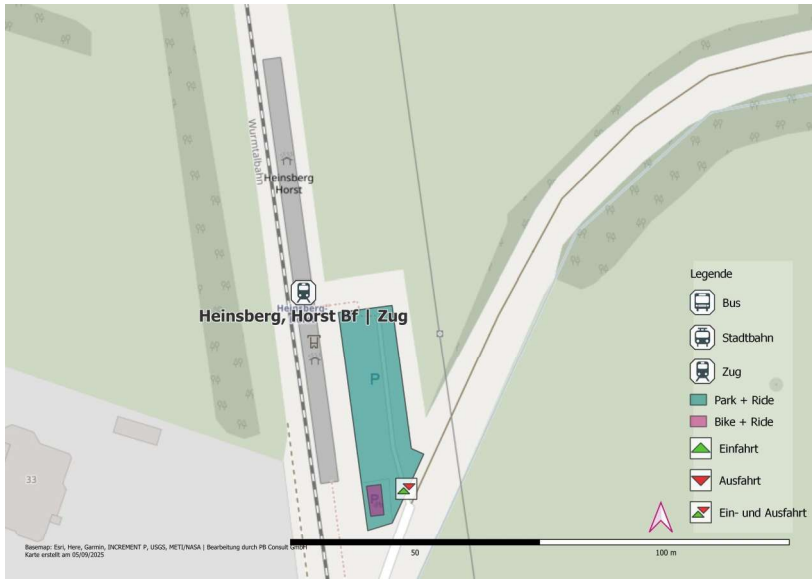 Wurmtalbahn
Heinsberg
Horst
Heinsberg, Horst Bf | Zug
P
P
33
Legende
Bus
Stadtbahn
Zug
Park + Ride
Bike + Ride
Einfahrt
Ausfahrt
Ein- und Ausfahrt
Basemap: Esri, Here, Garmin, INCREMENT P, USGS, METI/NASA | Bearbeitung durch PB Consult GmbH
Karte erstellt am 05/09/2025
50
100 m